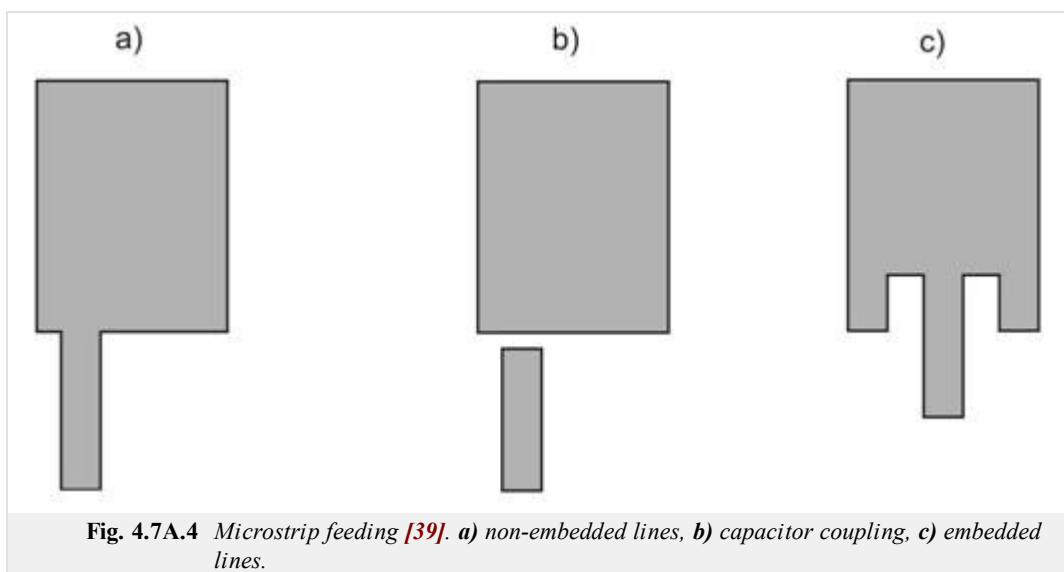 a)
b)
c)
Fig. 4.7A.4 Microstrip feeding [39]. a) non-embedded lines, b) capacitor coupling, c) embedded
lines.